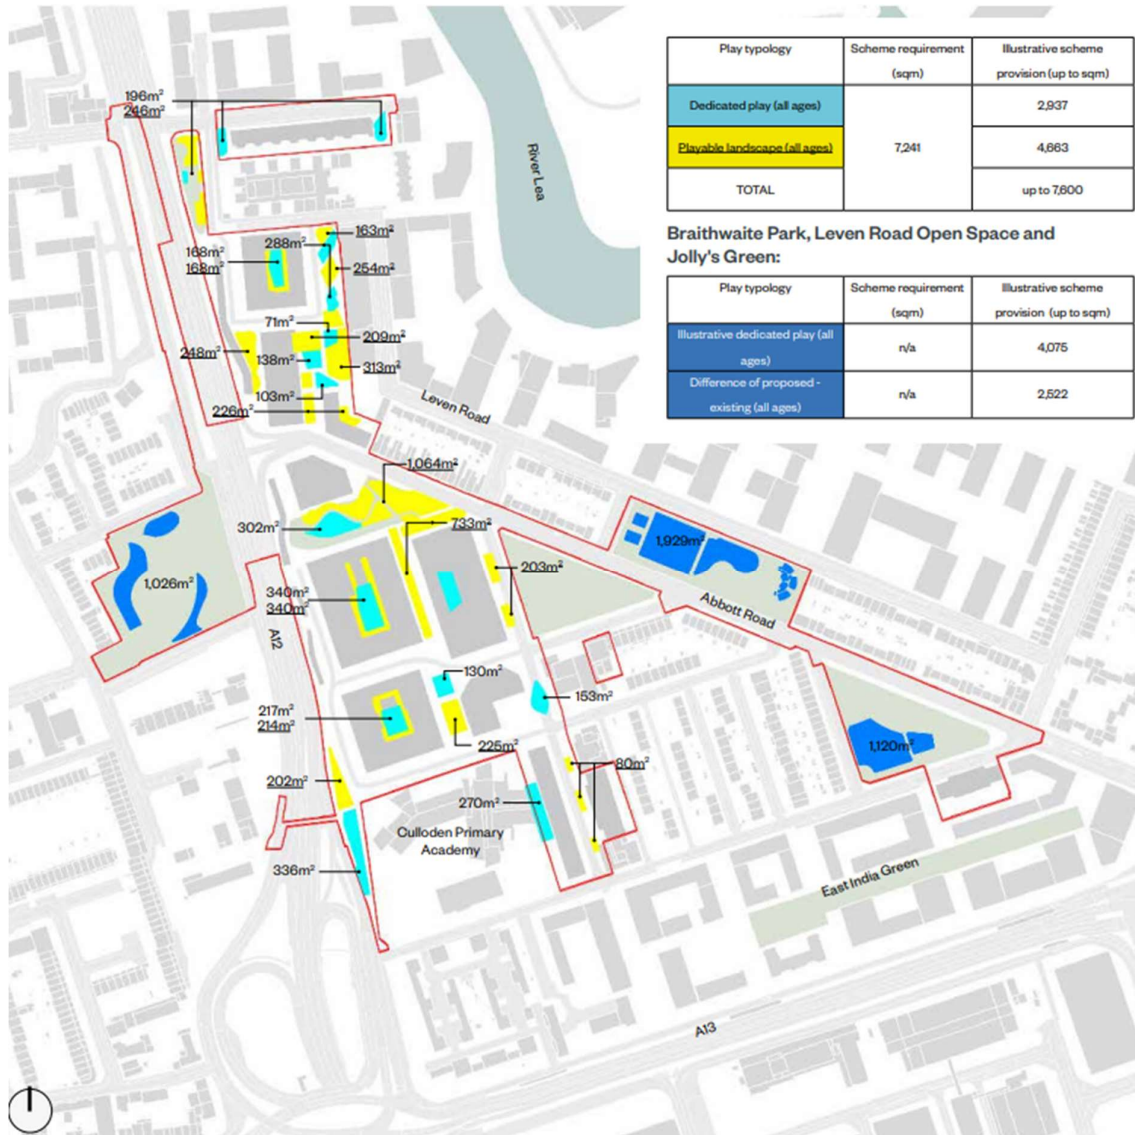 Play typology
Scheme requirement
(sqm)
Illustrative scheme
provision (up to sqm)
Dedicated play (all ages)
2,937
Playable landscape (all ages)
7,241
4,663
TOTAL
up to 7,600
Braithwaite Park, Leven Road Open Space and
Jolly's Green:
Play typology
Scheme requirement
(sqm)
Illustrative scheme
provision (up to sqm)
Illustrative dedicated play (all
ages)
n/a
4,075
Difference of proposed -
existing (all ages)
n/a
2,522
196m²
246m²
River Lea
163m²
288m²
168m²
168m²
254m²
71m²
209m²
248m²
138m²
313m²
103m²
226m²
Leven Road
1,064m²
302m²
733m²
1,929m²
203m²
1,026m²
340m²
340m²
Abbott Road
A12
130m²
153m²
217m²
214m²
225m²
1,120m²
80m²
202m²
270m²
Culloden Primary
Academy
336m²
East India Green
A13